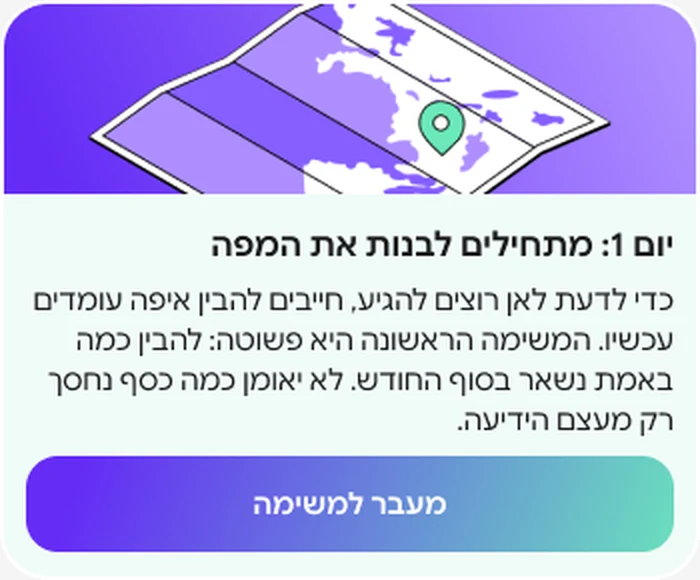 יום 1: מתחילים לבנות את המפה
כדי לדעת לאן רוצים להגיע, חייבים להבין איפה עומדים
עכשיו. המשימה הראשונה היא פשוטה: להבין כמה
באמת נשאר בסוף החודש. לא יאומן כמה כסף נחסך
רק מעצם הידיעה.
מעבר למשימה